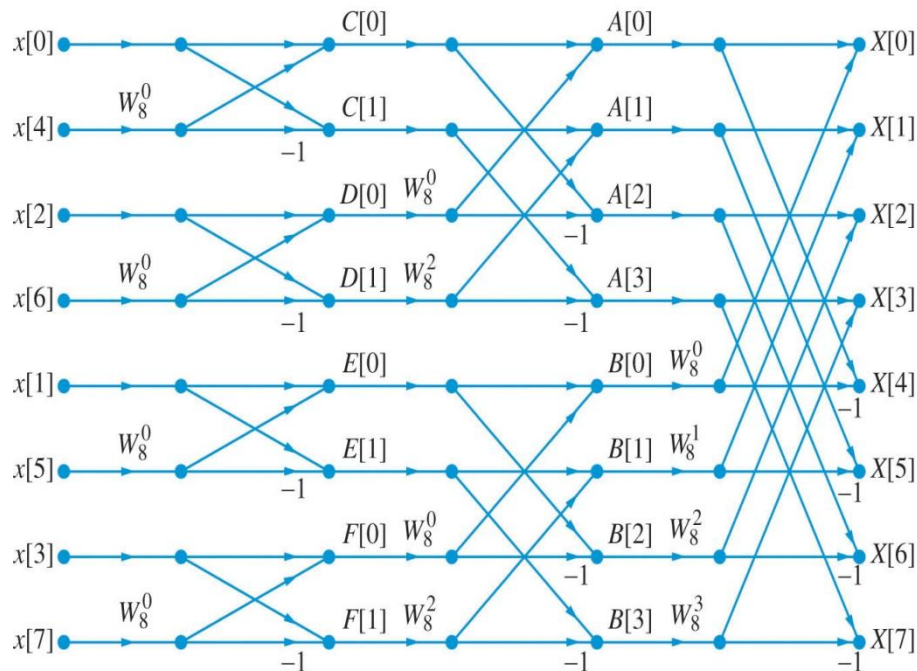 x[0] C[0] A[0] X[0]
W_8^0
x[4] C[1] A[1] X[1]
–1
x[2] D[0] W_8^0 A[2] X[2]
–1
W_8^0
x[6] D[1] W_8^2 A[3] X[3]
–1 –1
x[1] E[0] B[0] W_8^0 X[4]
–1
W_8^0
x[5] E[1] B[1] W_8^1 X[5]
–1 –1
x[3] F[0] W_8^0 B[2] W_8^2 X[6]
–1 –1
W_8^0
x[7] F[1] W_8^2 B[3] W_8^3 X[7]
–1 –1 –1